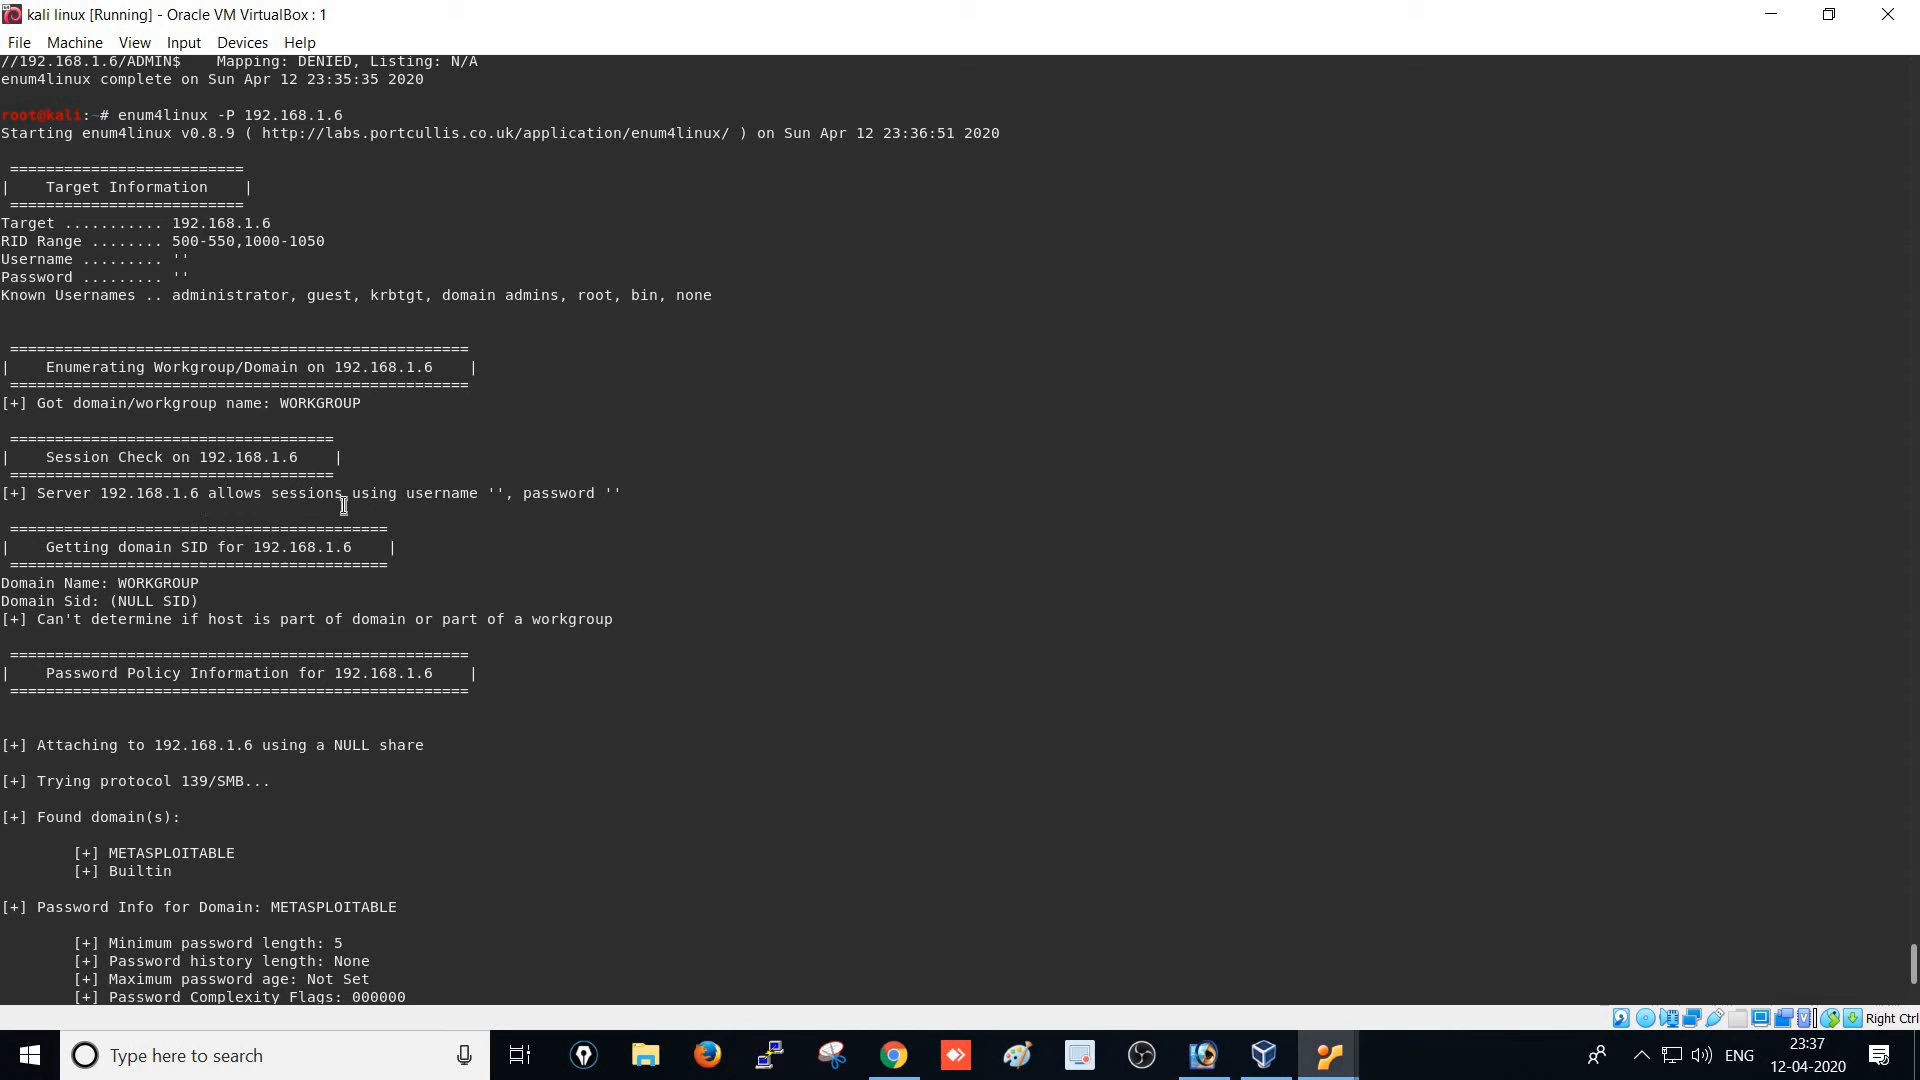 kali linux [Running] - Oracle VM VirtualBox : 1
File Machine View Input Devices Help
//192.168.1.6/ADMIN$    Mapping: DENIED, Listing: N/A
enum4linux complete on Sun Apr 12 23:35:35 2020
root@kali:~# enum4linux -P 192.168.1.6
Starting enum4linux v0.8.9 ( http://labs.portcullis.co.uk/application/enum4linux/ ) on Sun Apr 12 23:36:51 2020
 ==========================
|    Target Information    |
 ==========================
Target ........... 192.168.1.6
RID Range ........ 500-550,1000-1050
Username ......... ''
Password ......... ''
Known Usernames .. administrator, guest, krbtgt, domain admins, root, bin, none
 ===================================================
|    Enumerating Workgroup/Domain on 192.168.1.6    |
 ===================================================
[+] Got domain/workgroup name: WORKGROUP
 ====================================
|    Session Check on 192.168.1.6    |
 ====================================
[+] Server 192.168.1.6 allows sessions using username '', password ''
 ==========================================
|    Getting domain SID for 192.168.1.6    |
 ==========================================
Domain Name: WORKGROUP
Domain Sid: (NULL SID)
[+] Can't determine if host is part of domain or part of a workgroup
 ===================================================
|    Password Policy Information for 192.168.1.6    |
 ===================================================
[+] Attaching to 192.168.1.6 using a NULL share
[+] Trying protocol 139/SMB...
[+] Found domain(s):
        [+] METASPLOITABLE
        [+] Builtin
[+] Password Info for Domain: METASPLOITABLE
        [+] Minimum password length: 5
        [+] Password history length: None
        [+] Maximum password age: Not Set
        [+] Password Complexity Flags: 000000
Right Ctrl
Type here to search
ENG
23:37
12-04-2020